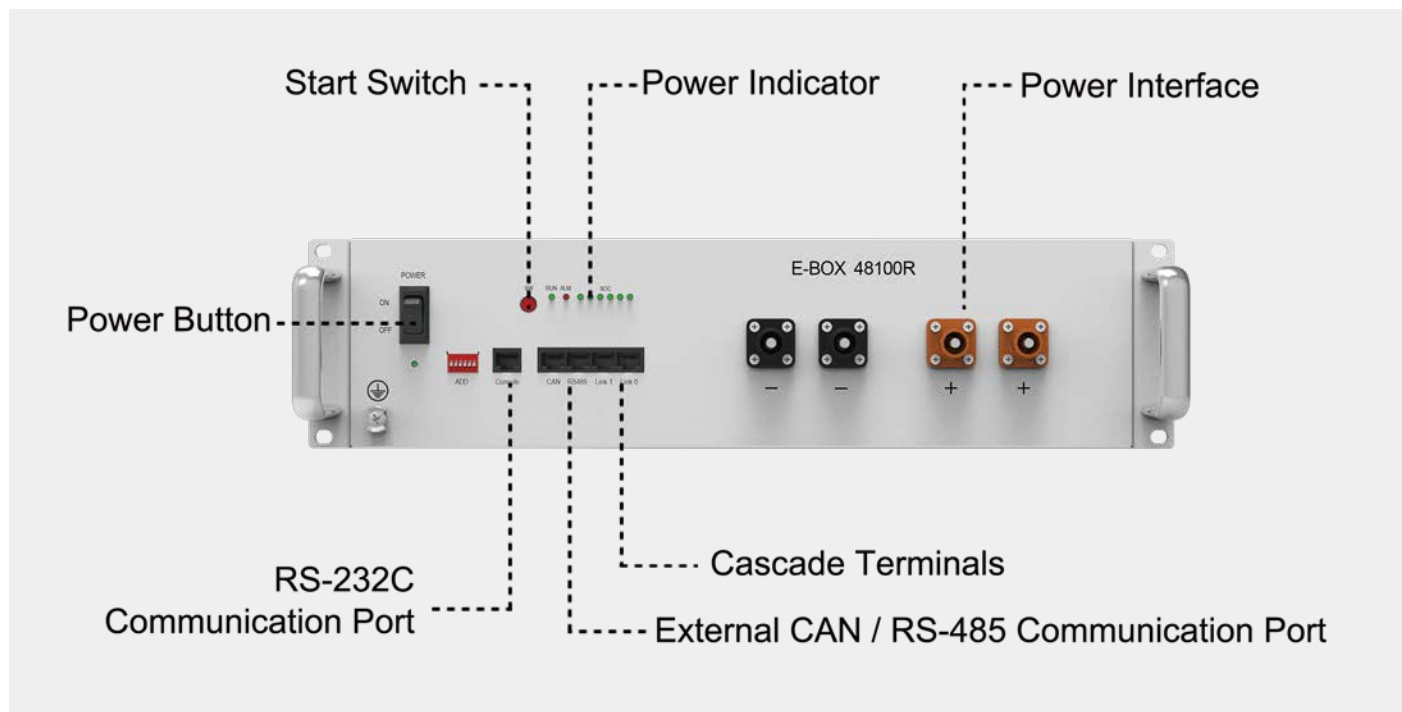 Start Switch
Power Indicator
Power Interface
E-BOX 48100R
POWER
RUN ALM
SOC
ON
Power Button
OFF
ADD
Console
CAN RS485 Link 1 Link 0
−
−
+
+
Cascade Terminals
RS-232C
Communication Port
External CAN / RS-485 Communication Port